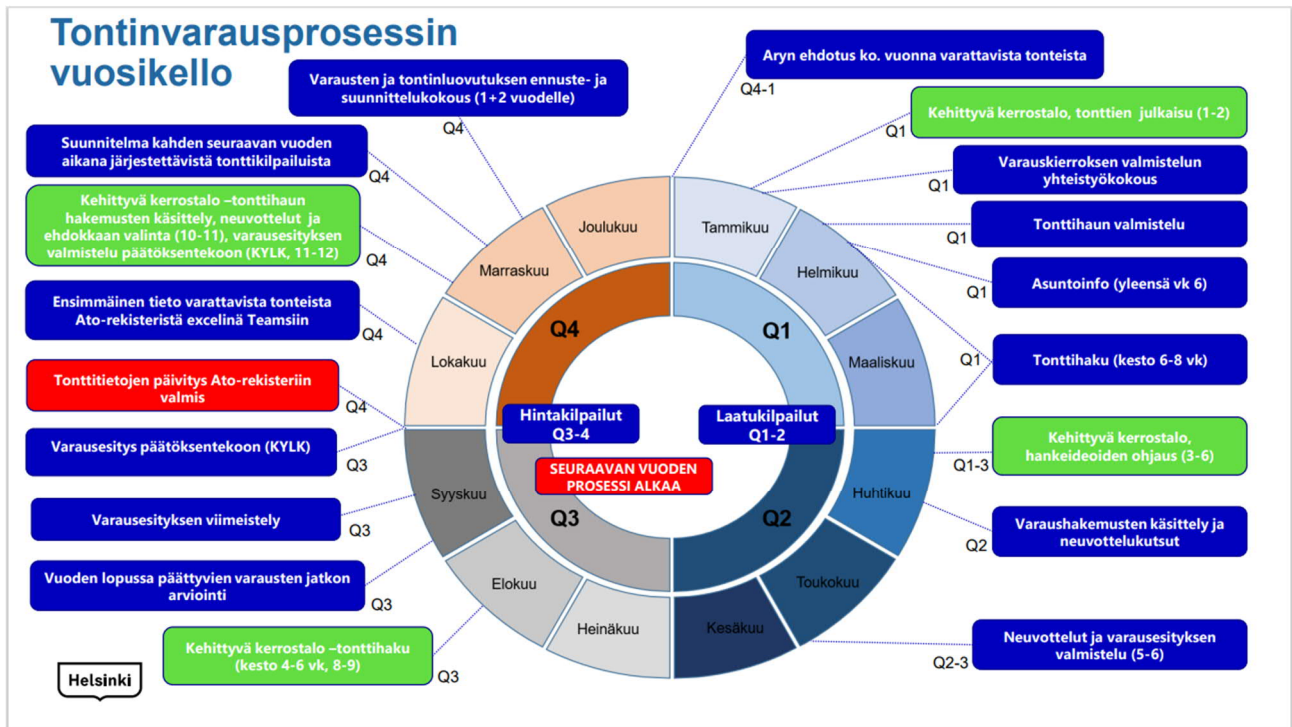 Tontinvarausprosessin
vuosikello
Aryn ehdotus ko. vuonna varattavista tonteista
Q4-1
Kehittyvä kerrostalo, tonttien julkaisu (1-2)
Q1
Varauskierroksen valmistelun
yhteistyökokous
Q1
Tonttihaun valmistelu
Q1
Asuntoinfo (yleensä vk 6)
Q1
Tonttihaku (kesto 6-8 vk)
Q1
Kehittyvä kerrostalo,
hankeideoiden ohjaus (3-6)
Q1-3
Varaushakemusten käsittely ja
neuvottelukutsut
Q2
Neuvottelut ja varausesityksen
valmistelu (5-6)
Q2-3
Varausten ja tontinluovutuksen ennuste- ja
suunnittelukokous (1+2 vuodelle)
Q4
Suunnitelma kahden seuraavan vuoden
aikana järjestettävistä tonttikilpailuista
Q4
Kehittyvä kerrostalo –tonttihaun
hakemusten käsittely, neuvottelut ja
ehdokkaan valinta (10-11), varausesityksen
valmistelu päätöksentekoon (KYLK, 11-12)
Q4
Ensimmäinen tieto varattavista tonteista
Ato-rekisteristä excelinä Teamsiin
Q4
Tonttitietojen päivitys Ato-rekisteriin
valmis
Q4
Varausesitys päätöksentekoon (KYLK)
Q3
Varausesityksen viimeistely
Q3
Vuoden lopussa päättyvien varausten jatkon
arviointi
Q3
Kehittyvä kerrostalo –tonttihaku
(kesto 4-6 vk, 8-9)
Q3
Tammikuu
Helmikuu
Maaliskuu
Huhtikuu
Toukokuu
Kesäkuu
Heinäkuu
Elokuu
Syyskuu
Lokakuu
Marraskuu
Joulukuu
Q4
Q1
Hintakilpailut
Q3-4
Laatukilpailut
Q1-2
SEURAAVAN VUODEN
PROSESSI ALKAA
Q3
Q2
Helsinki